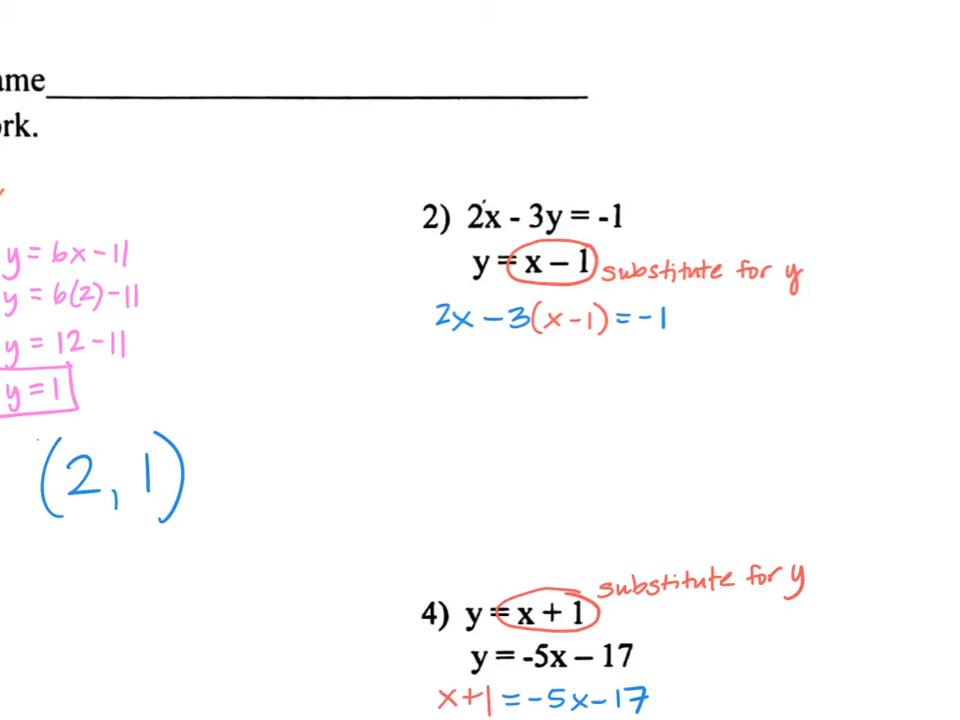 ame
ork.
y = 6x - 11
y = 6(2) - 11
y = 12 - 11
y = 1
(2, 1)
2) 2x - 3y = -1
y = x – 1 substitute for y
2x - 3(x - 1) = -1
substitute for y
4) y = x + 1
y = -5x – 17
x + 1 = -5x - 17